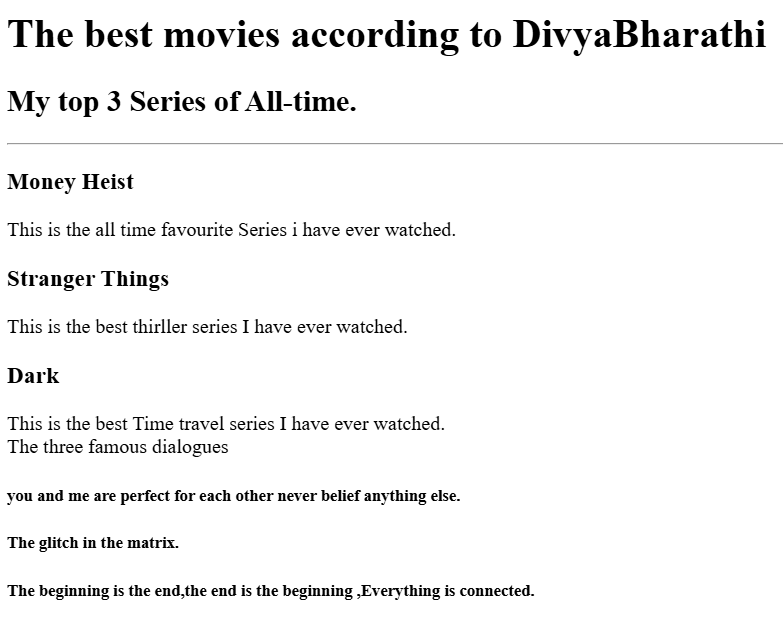 The best movies according to DivyaBharathi
My top 3 Series of All-time.
Money Heist
This is the all time favourite Series i have ever watched.
Stranger Things
This is the best thirller series I have ever watched.
Dark
This is the best Time travel series I have ever watched.
The three famous dialogues
you and me are perfect for each other never belief anything else.
The glitch in the matrix.
The beginning is the end,the end is the beginning ,Everything is connected.